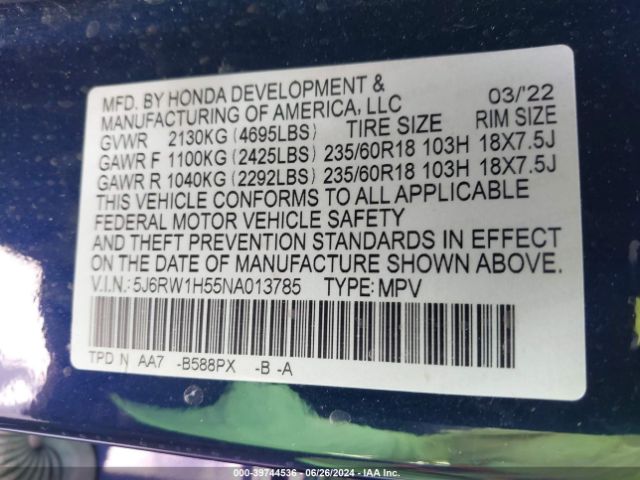 MFD. BY HONDA DEVELOPMENT & 03/'22
MANUFACTURING OF AMERICA, LLC
GVWR 2130KG (4695LBS) TIRE SIZE RIM SIZE
GAWR F 1100KG (2425LBS) 235/60R18 103H 18X7.5J
GAWR R 1040KG (2292LBS) 235/60R18 103H 18X7.5J
THIS VEHICLE CONFORMS TO ALL APPLICABLE
FEDERAL MOTOR VEHICLE SAFETY
AND THEFT PREVENTION STANDARDS IN EFFECT
ON THE DATE OF MANUFACTURE SHOWN ABOVE.
V.I.N.: 5J6RW1H55NA013785 TYPE: MPV
TPD N AA7 -B588PX -B -A
000-39744536 | 06/26/2024 | IAA Inc.